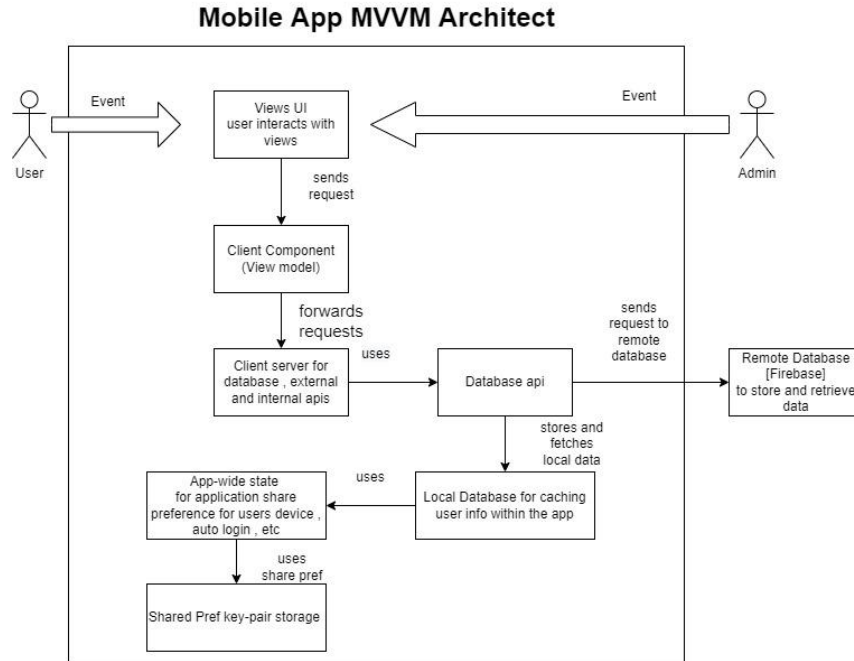 Mobile App MVVM Architect
Event
Event
Views UI
user interacts with
views
User
Admin
sends
request
Client Component
(View model)
forwards
requests
sends
request to
remote
database
uses
Client server for
database , external
and internal apis
Database api
Remote Database
[Firebase]
to store and retrieve
data
stores and
fetches
local data
App-wide state
for application share
preference for users device ,
auto login , etc
uses
Local Database for caching
user info within the app
uses
share pref
Shared Pref key-pair storage